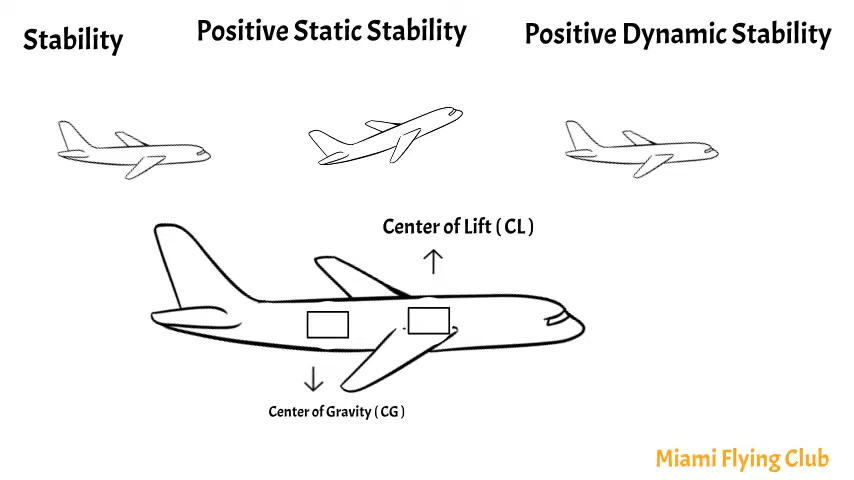 Stability
Positive Static Stability
Positive Dynamic Stability
Center of Lift ( CL )
Center of Gravity ( CG )
Miami Flying Club